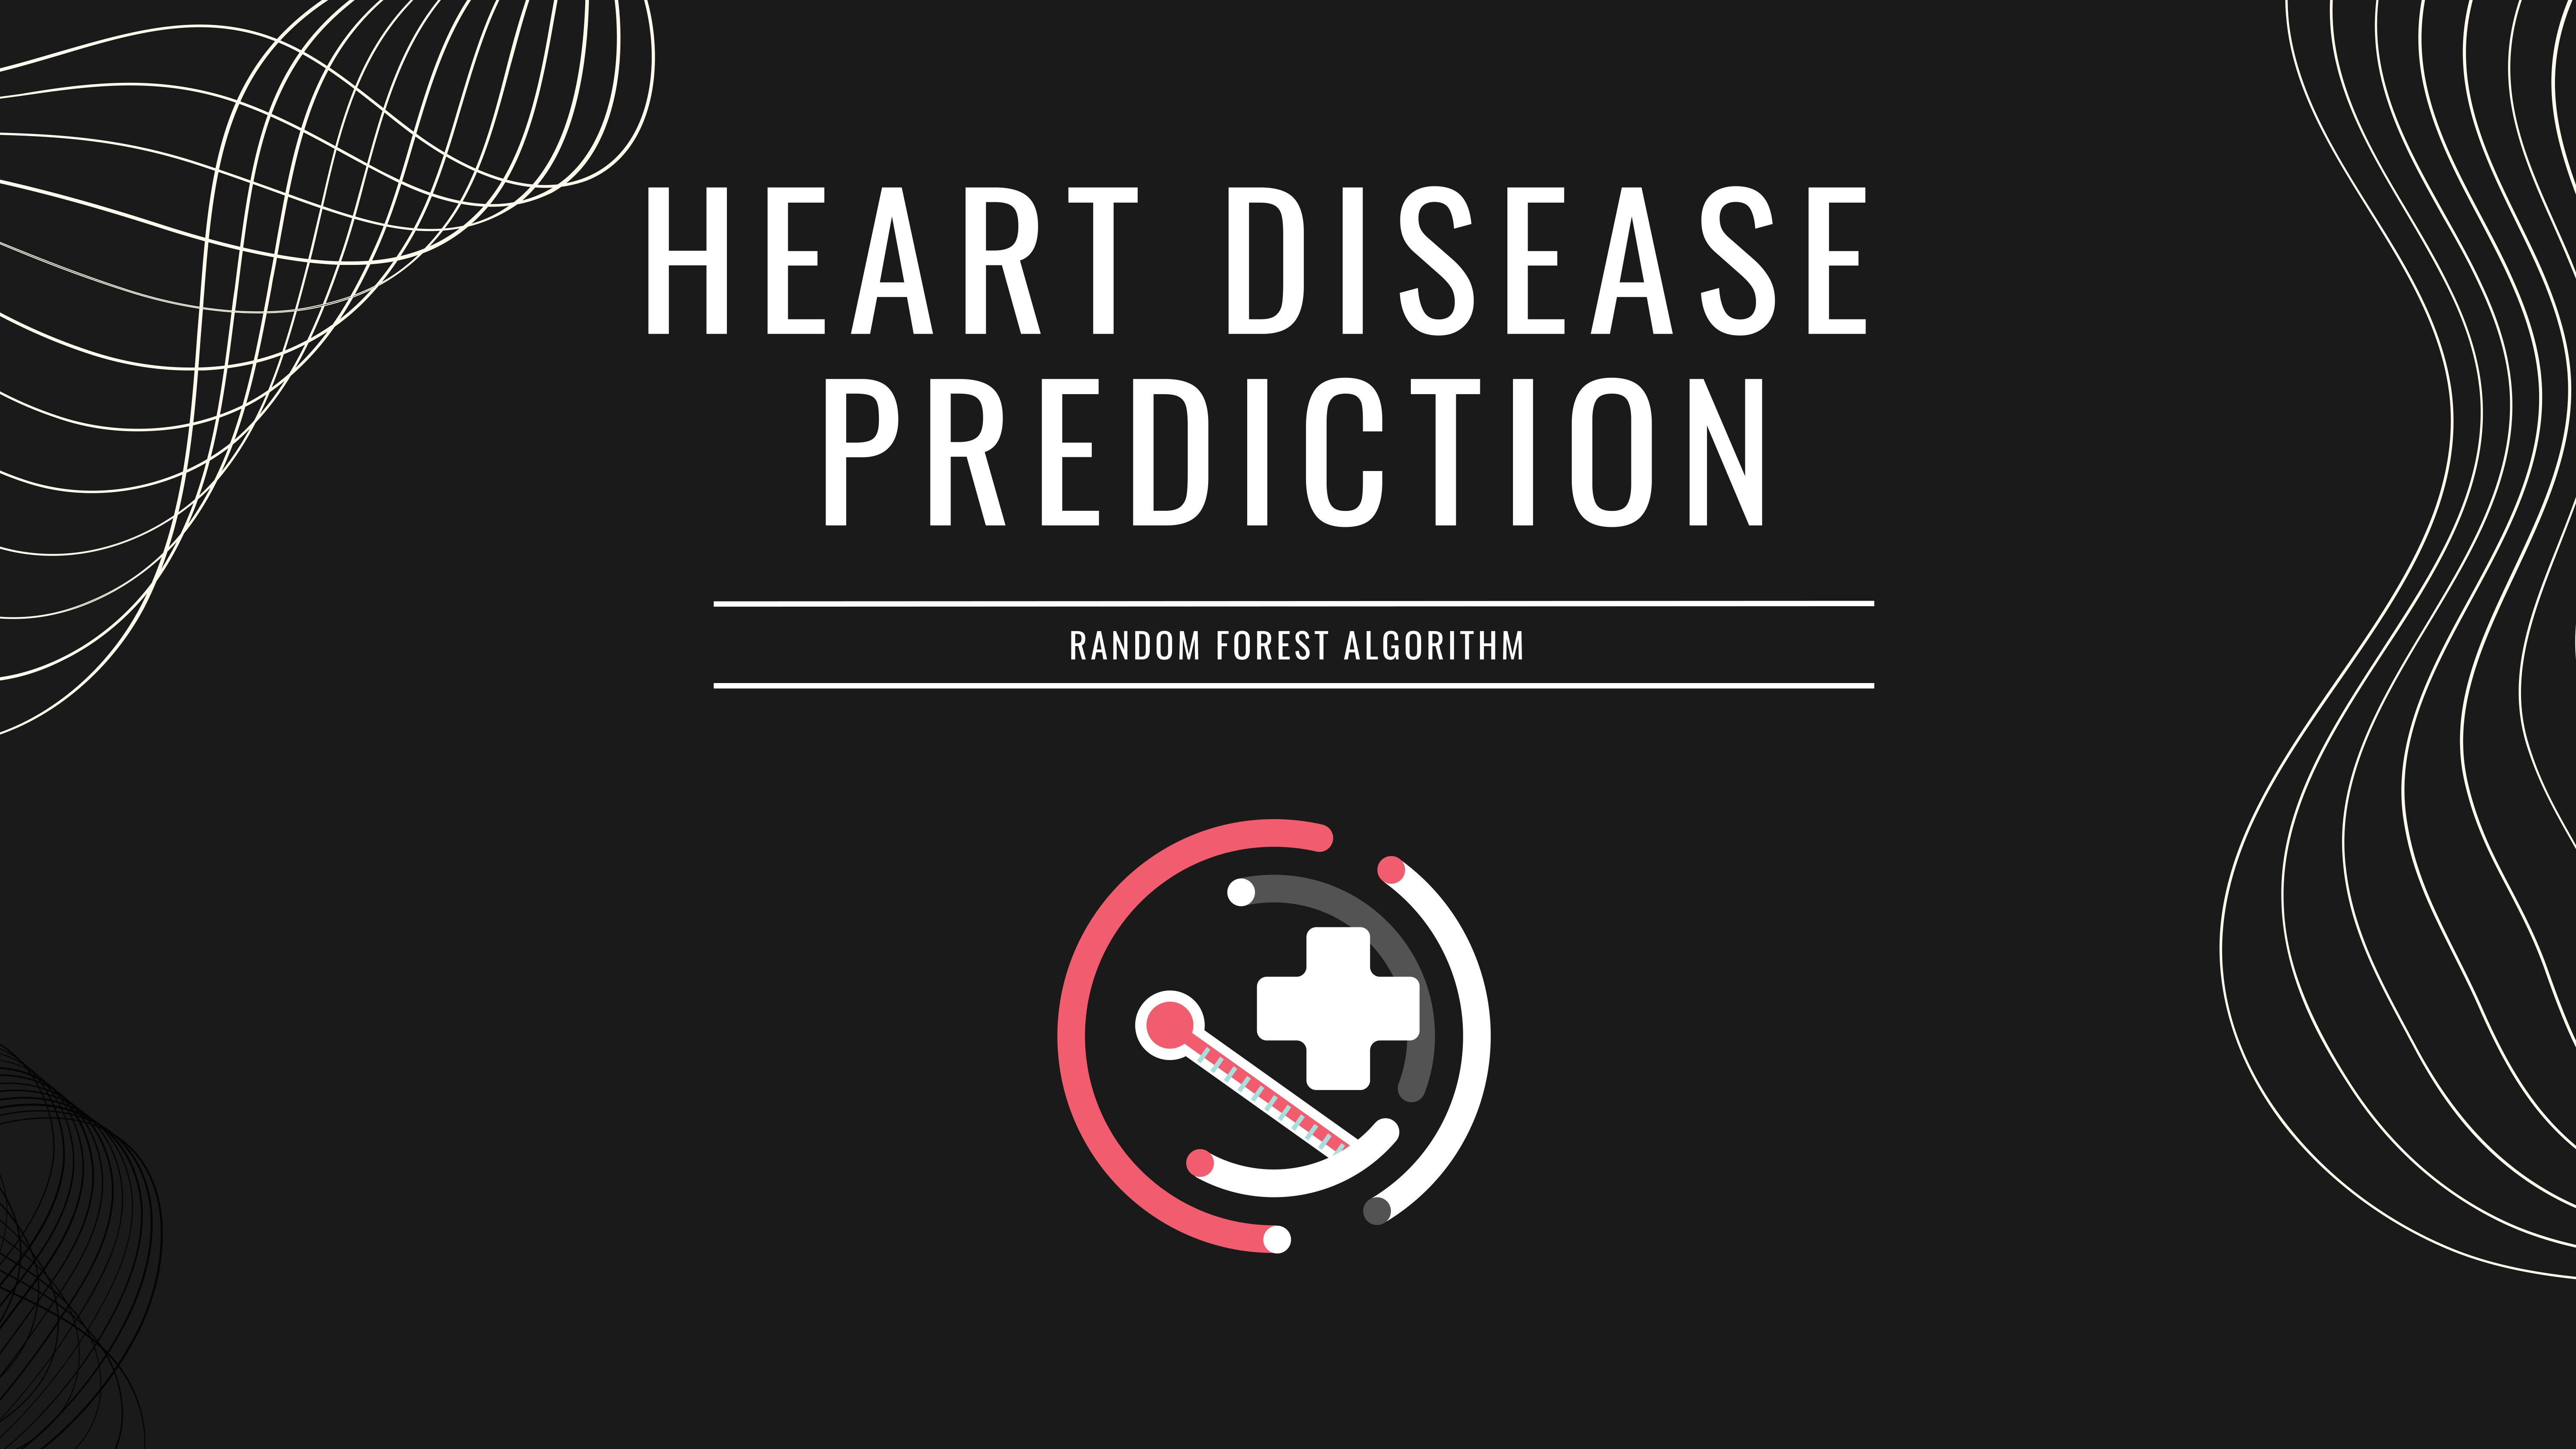 HEART DISEASE
PREDICTION
RANDOM FOREST ALGORITHM